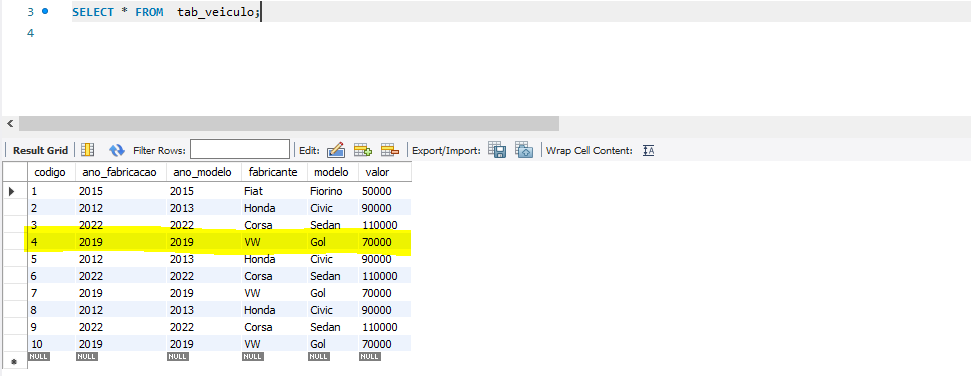 3 SELECT * FROM tab_veiculo;
4
Result Grid Filter Rows: Edit: Export/Import: Wrap Cell Content:
codigo ano_fabricacao ano_modelo fabricante modelo valor
1 2015 2015 Fiat Fiorino 50000
2 2012 2013 Honda Civic 90000
3 2022 2022 Corsa Sedan 110000
4 2019 2019 VW Gol 70000
5 2012 2013 Honda Civic 90000
6 2022 2022 Corsa Sedan 110000
7 2019 2019 VW Gol 70000
8 2012 2013 Honda Civic 90000
9 2022 2022 Corsa Sedan 110000
10 2019 2019 VW Gol 70000
NULL NULL NULL NULL NULL NULL